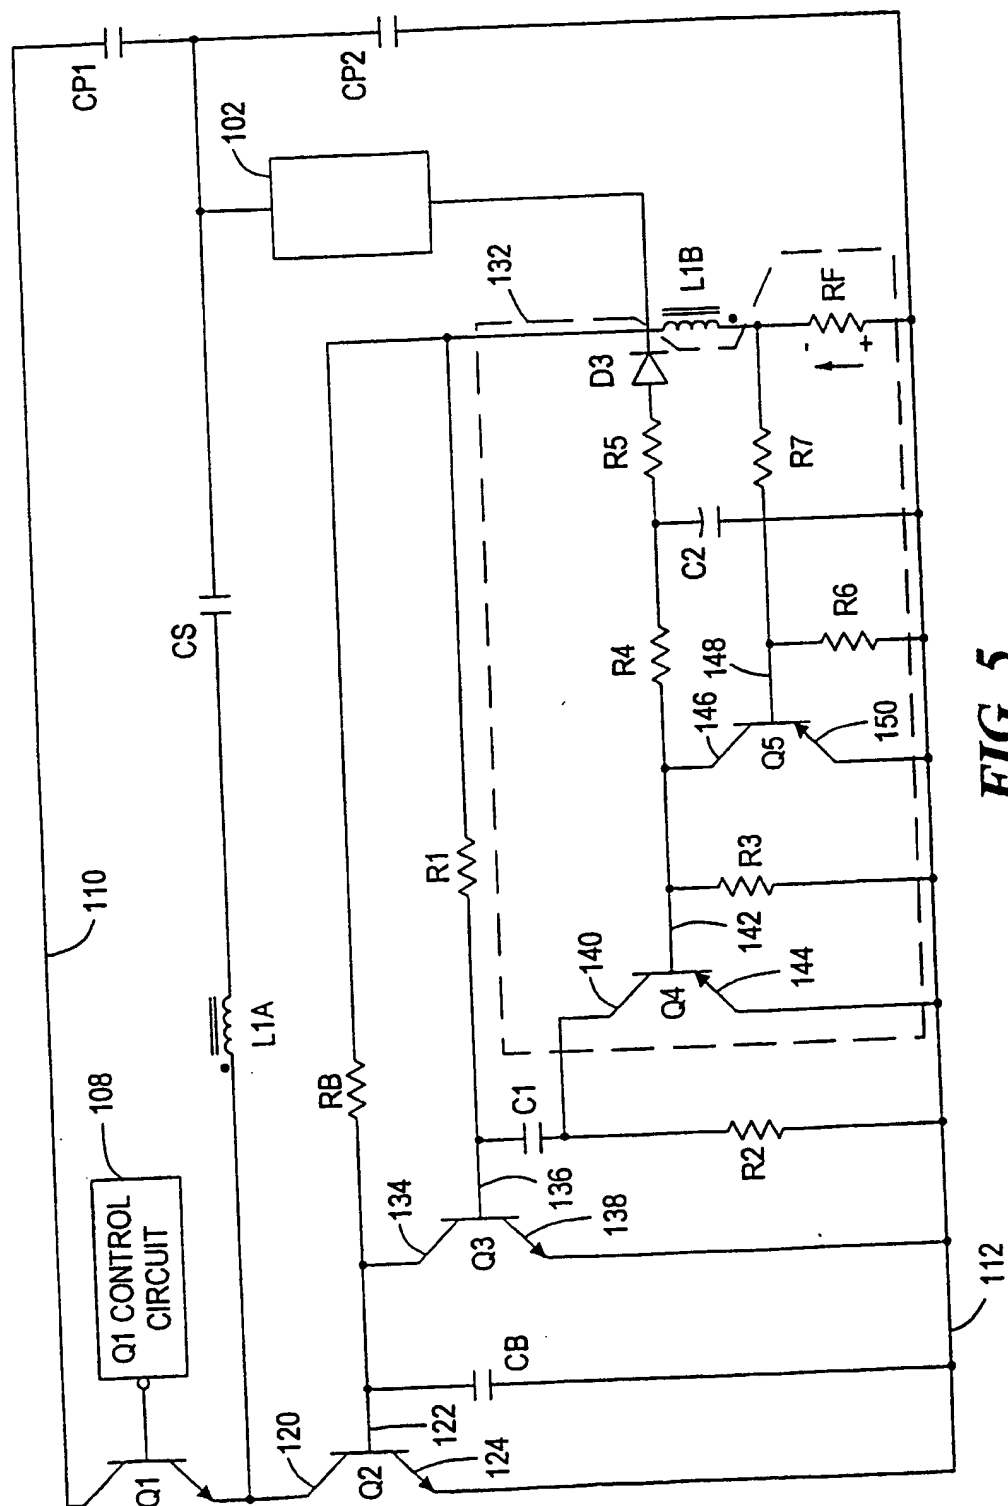 110
CP1
CP2
108
Q1 CONTROL
CIRCUIT
Q1
L1A
CS
102
120
122
Q2
124
CB
RB
134
136
Q3
138
R1
C1
R2
132
140
142
Q4
144
R3
R4
146
148
Q5
150
R5
D3
C2
R6
R7
L1B
RF
-
+
112
FIG. 5